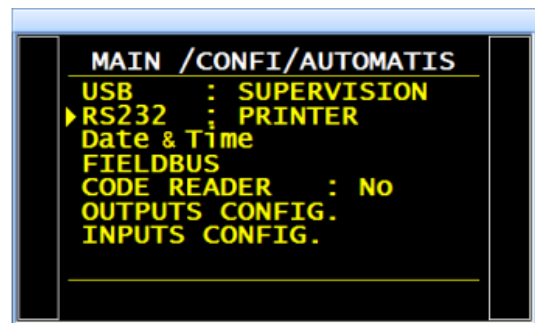 MAIN /CONFI/AUTOMATIS
USB : SUPERVISION
RS232 : PRINTER
Date & Time
FIELDBUS
CODE READER : No
OUTPUTS CONFIG.
INPUTS CONFIG.